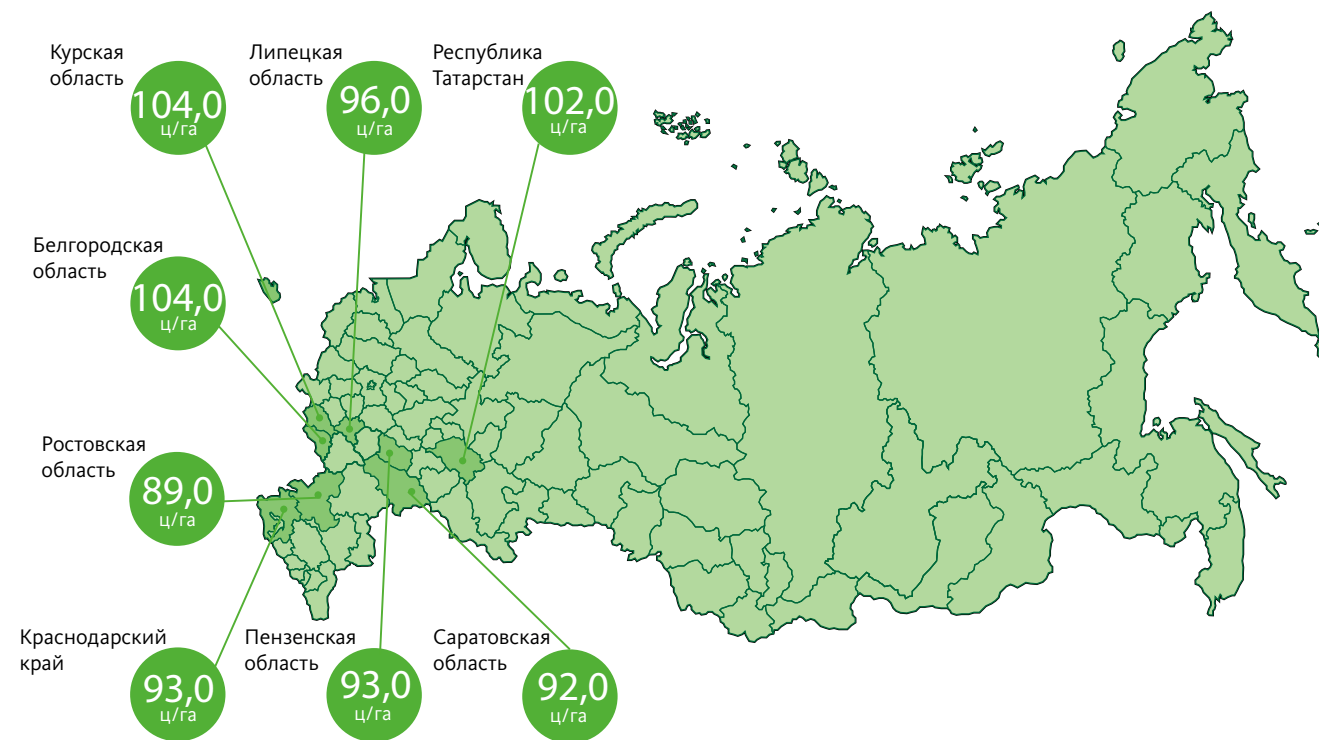 Курская
область
104,0
ц/га
Липецкая
область
96,0
ц/га
Республика
Татарстан
102,0
ц/га
Белгородская
область
104,0
ц/га
Ростовская
область
89,0
ц/га
Краснодарский
край
93,0
ц/га
Пензенская
область
93,0
ц/га
Саратовская
область
92,0
ц/га